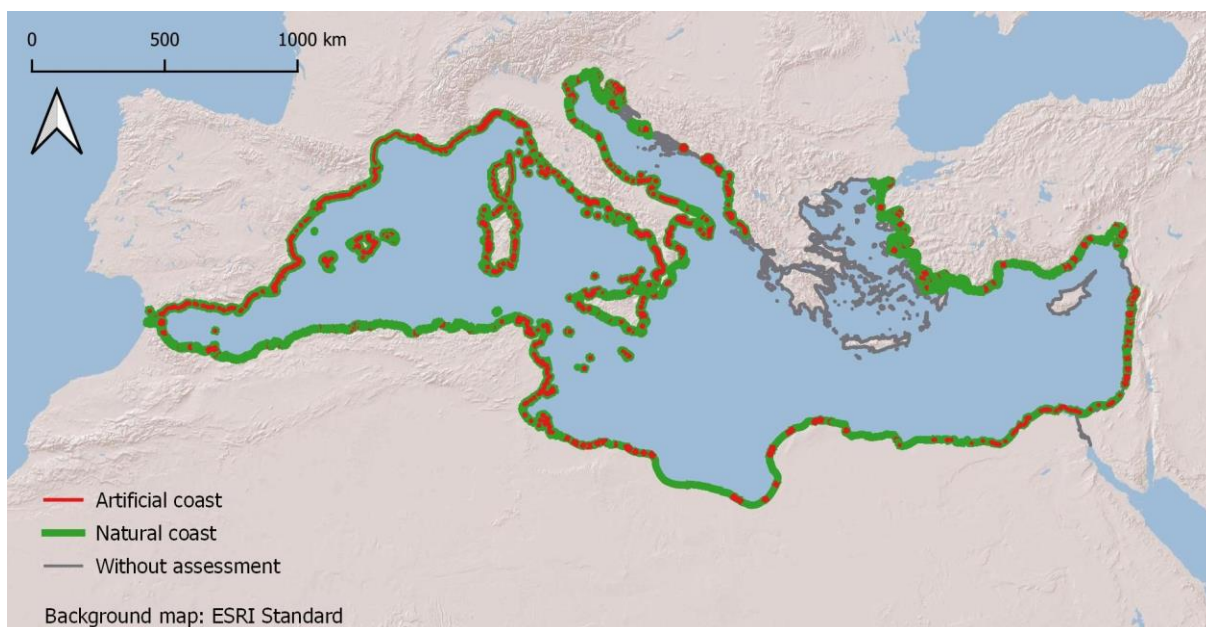 0 500 1000 km
Artificial coast
Natural coast
Without assessment
Background map: ESRI Standard